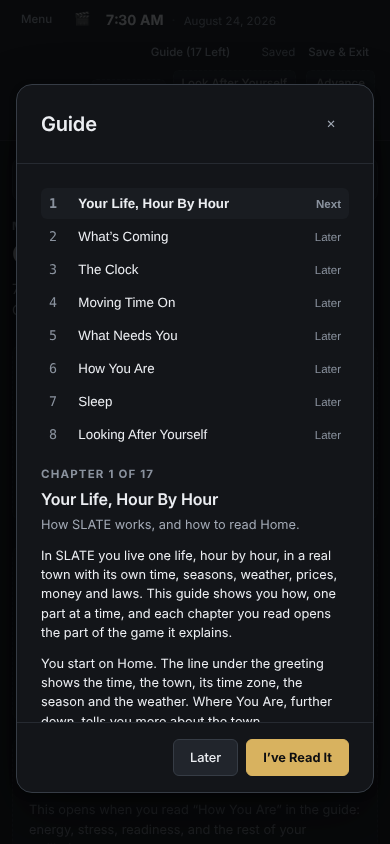 Menu
7:30 AM
August 24, 2026
Guide (17 Left)
Saved
Save & Exit
Look After Yourself
Advance
Guide
×
1 Your Life, Hour By Hour Next
2 What's Coming Later
3 The Clock Later
4 Moving Time On Later
5 What Needs You Later
6 How You Are Later
7 Sleep Later
8 Looking After Yourself Later
CHAPTER 1 OF 17
Your Life, Hour By Hour
How SLATE works, and how to read Home.
In SLATE you live one life, hour by hour, in a real
town with its own time, seasons, weather, prices,
money and laws. This guide shows you how, one
part at a time, and each chapter you read opens
the part of the game it explains.
You start on Home. The line under the greeting
shows the time, the town, its time zone, the
season and the weather. Where You Are, further
down, tells you more about the town.
Later
I've Read It
This opens when you read "How You Are" in the guide:
energy, stress, readiness, and the rest of your